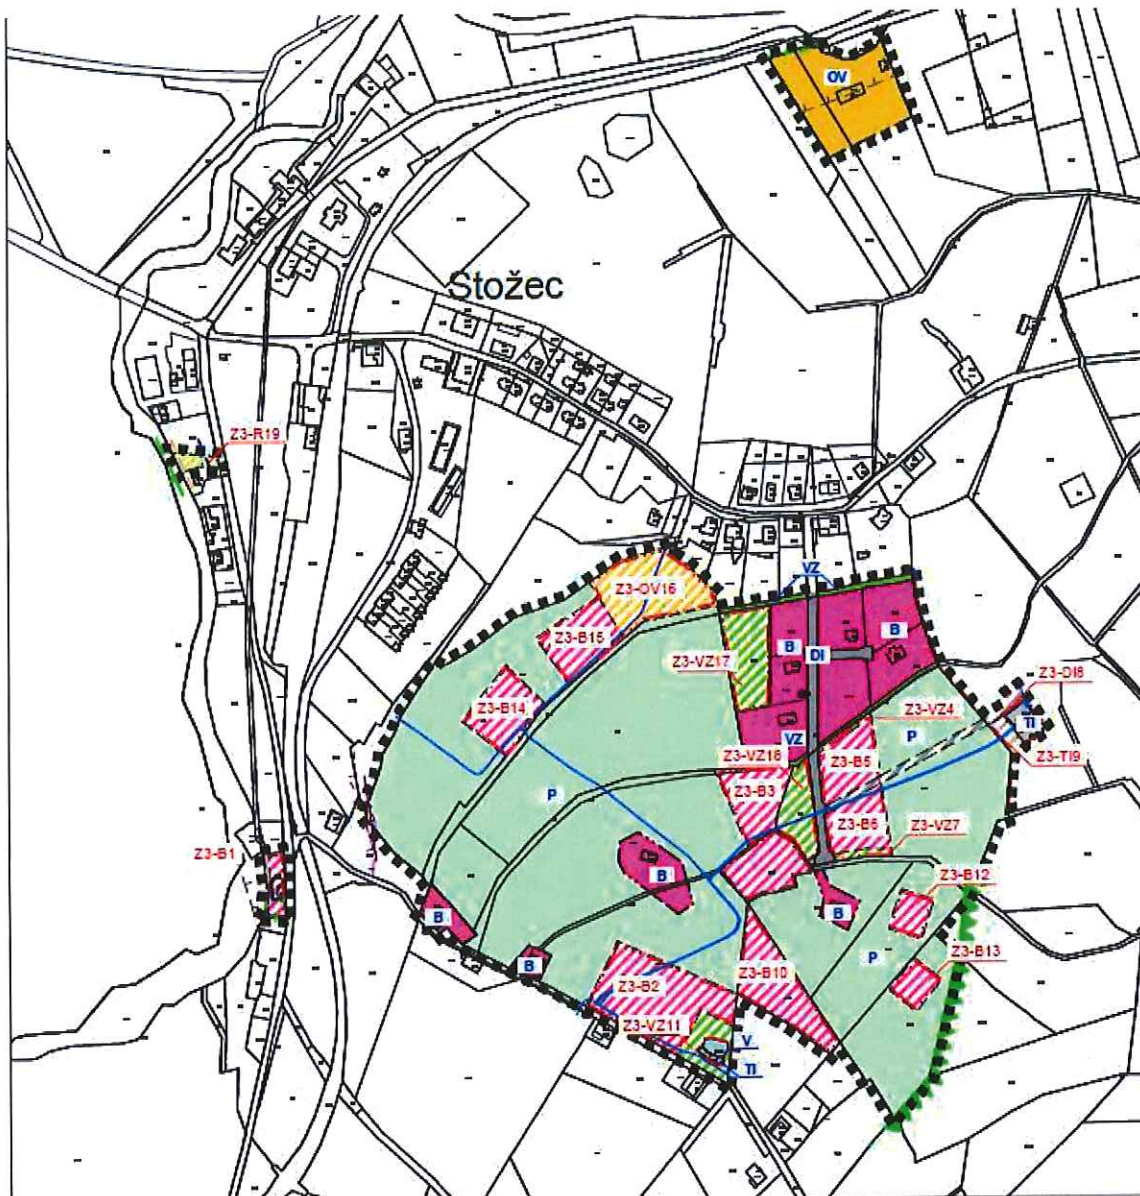 OV
Stožec
Z3-R19
VZ
Z3-OV16
Z3-B15
B
B
DI
Z3-VZ17
Z3-DI8
Z3-B14
Z3-VZ4
TI
VZ
P
Z3-VZ18
Z3-B5
Z3-TI9
P
Z3-B3
Z3-B6
Z3-VZ7
Z3-B1
B
Z3-B12
B
B
P
Z3-B13
B
Z3-B10
Z3-B2
Z3-VZ11
V
TI